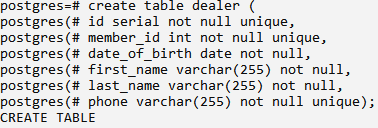 postgres=# create table dealer (
postgres(# id serial not null unique,
postgres(# member_id int not null unique,
postgres(# date_of_birth date not null,
postgres(# first_name varchar(255) not null,
postgres(# last_name varchar(255) not null,
postgres(# phone varchar(255) not null unique);
CREATE TABLE